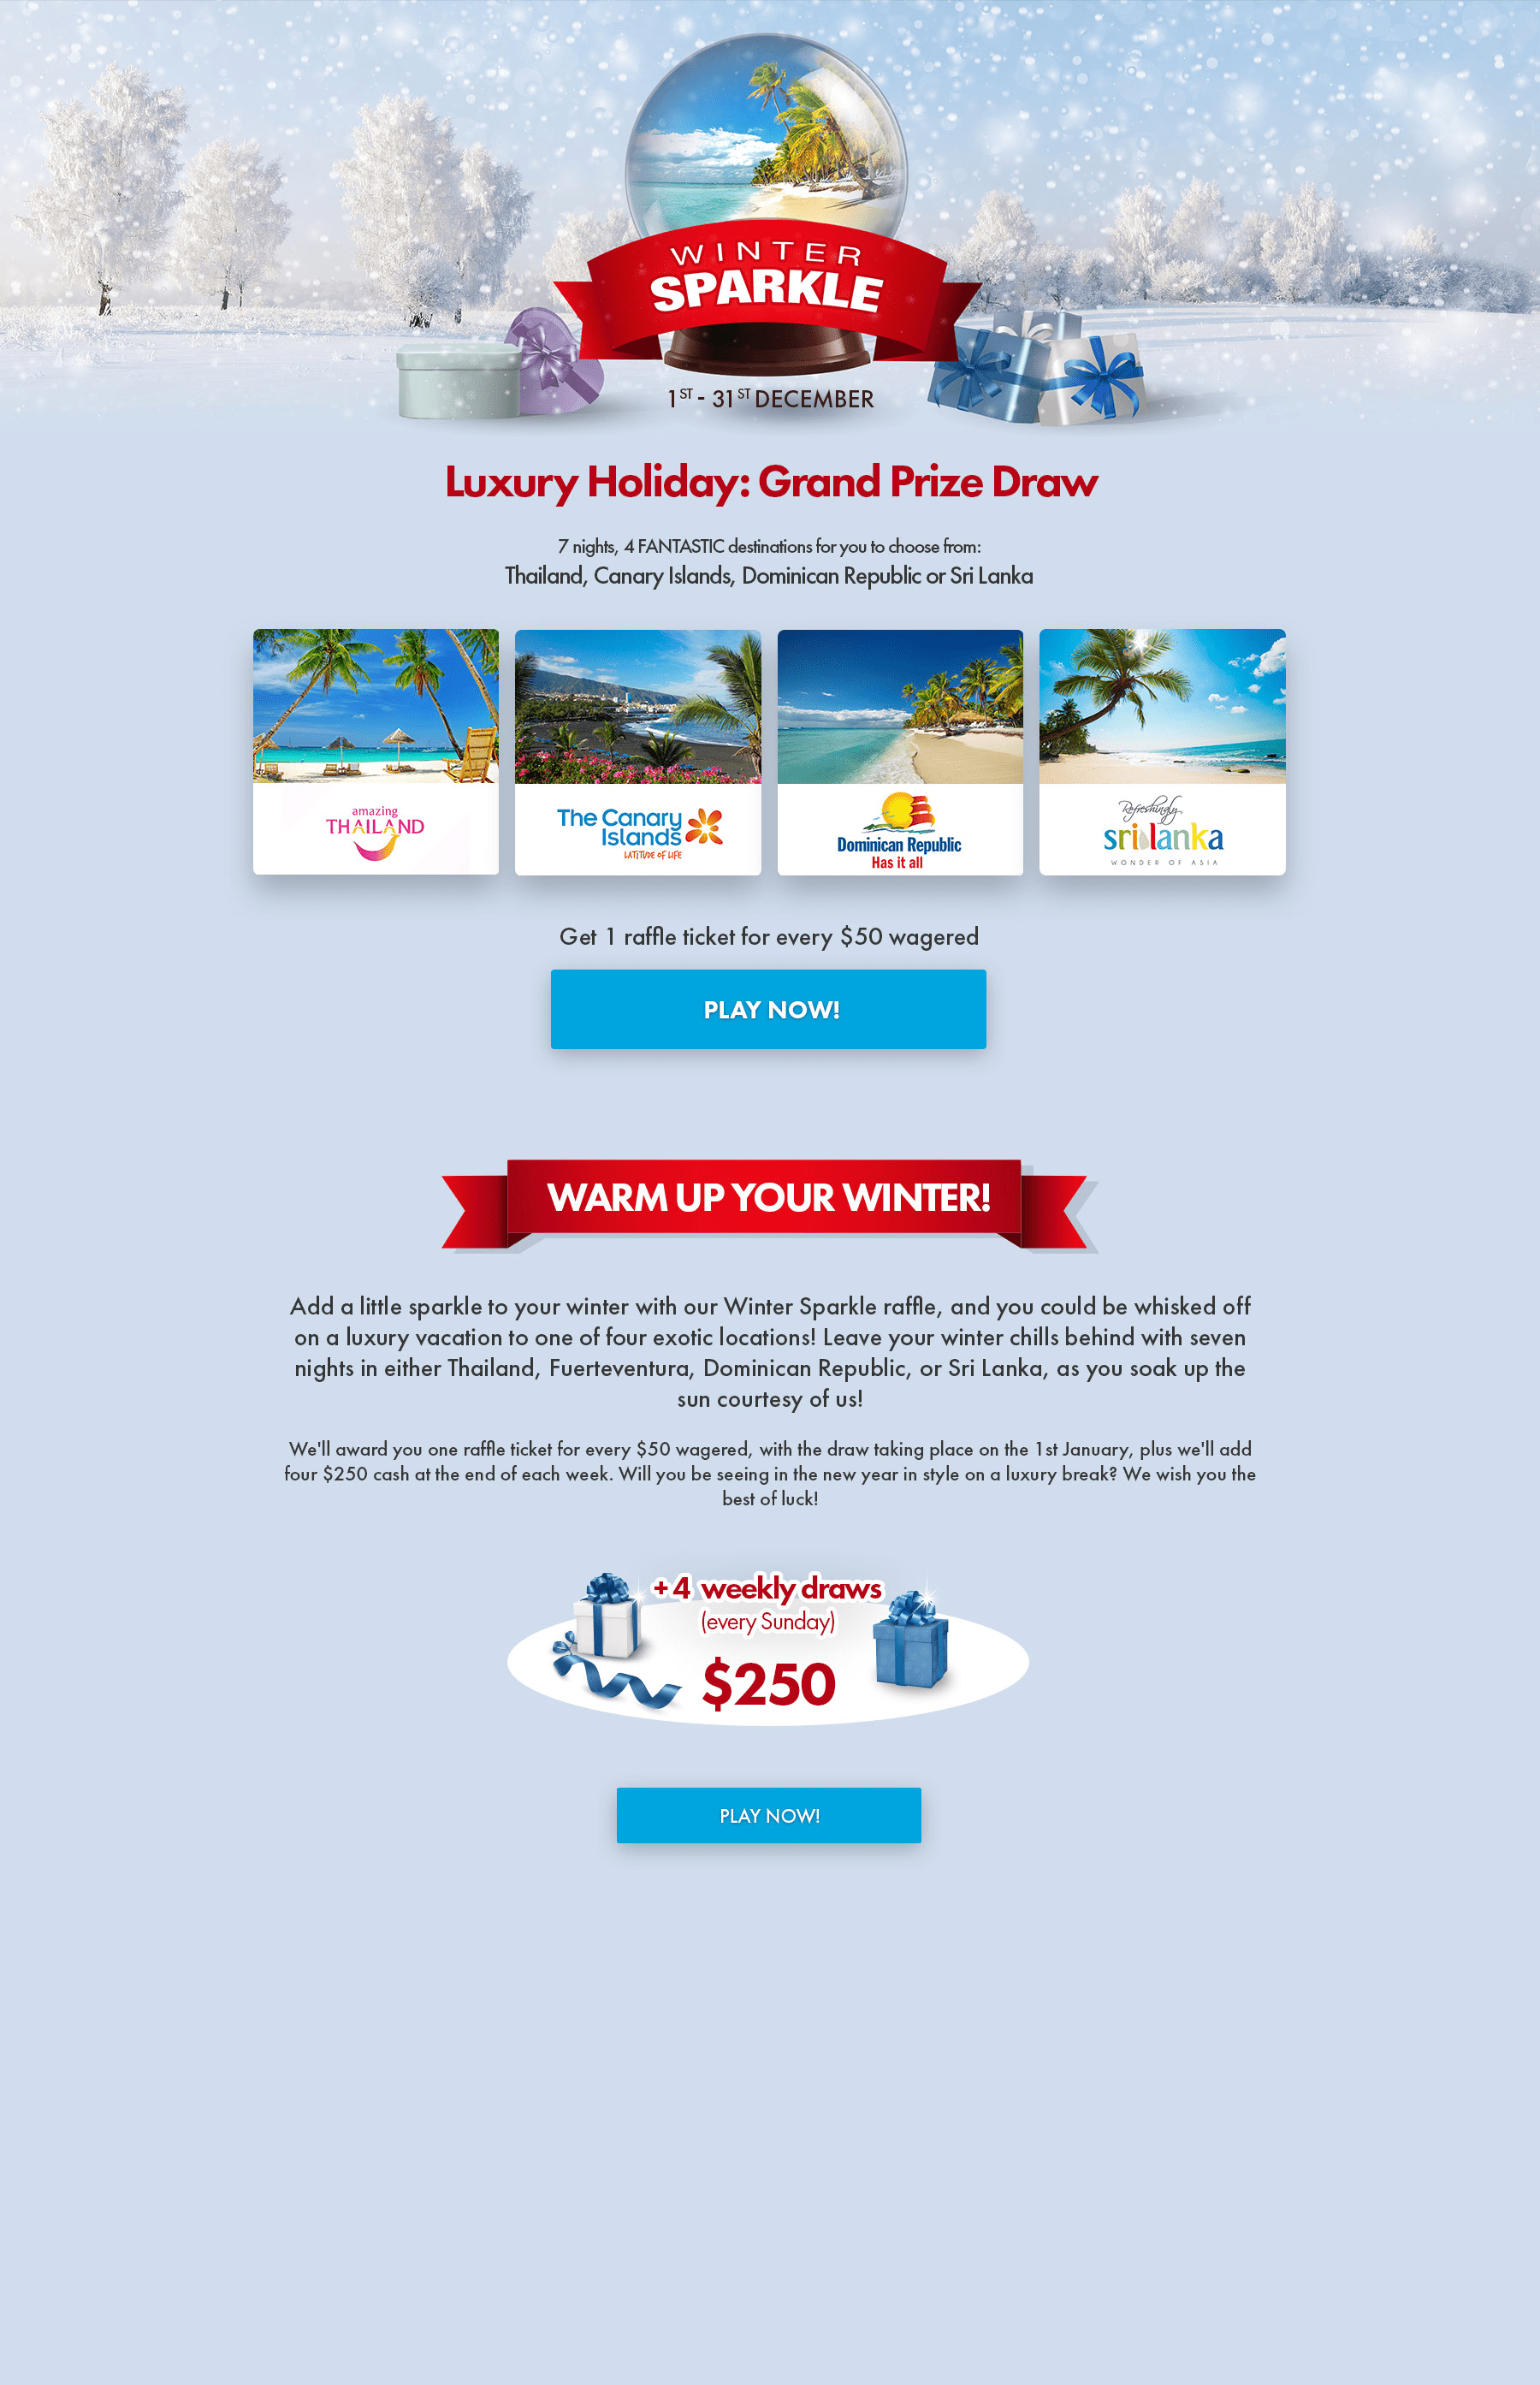 WINTER
SPARKLE
1ST - 31ST DECEMBER
Luxury Holiday: Grand Prize Draw
7 nights, 4 FANTASTIC destinations for you to choose from:
Thailand, Canary Islands, Dominican Republic or Sri Lanka
amazing
THAILAND
The Canary
Islands
LATITUDE OF LIFE
Dominican Republic
Has it all
Refreshingly
sri lanka
WONDER OF ASIA
Get 1 raffle ticket for every $50 wagered
PLAY NOW!
WARM UP YOUR WINTER!
Add a little sparkle to your winter with our Winter Sparkle raffle, and you could be whisked off
on a luxury vacation to one of four exotic locations! Leave your winter chills behind with seven
nights in either Thailand, Fuerteventura, Dominican Republic, or Sri Lanka, as you soak up the
sun courtesy of us!
We'll award you one raffle ticket for every $50 wagered, with the draw taking place on the 1st January, plus we'll add
four $250 cash at the end of each week. Will you be seeing in the new year in style on a luxury break? We wish you the
best of luck!
+4 weekly draws
(every Sunday)
$250
PLAY NOW!